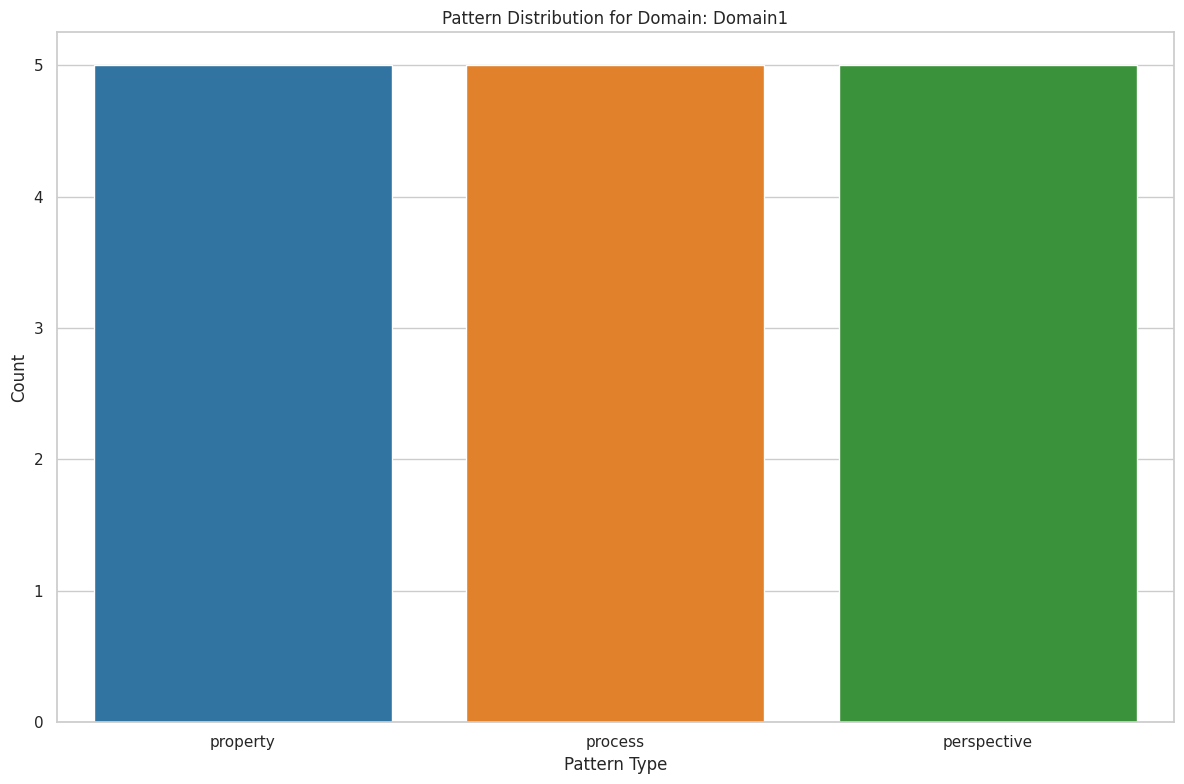 Pattern Distribution for Domain: Domain1
5
4
3
2
1
0
Count
property process perspective
Pattern Type